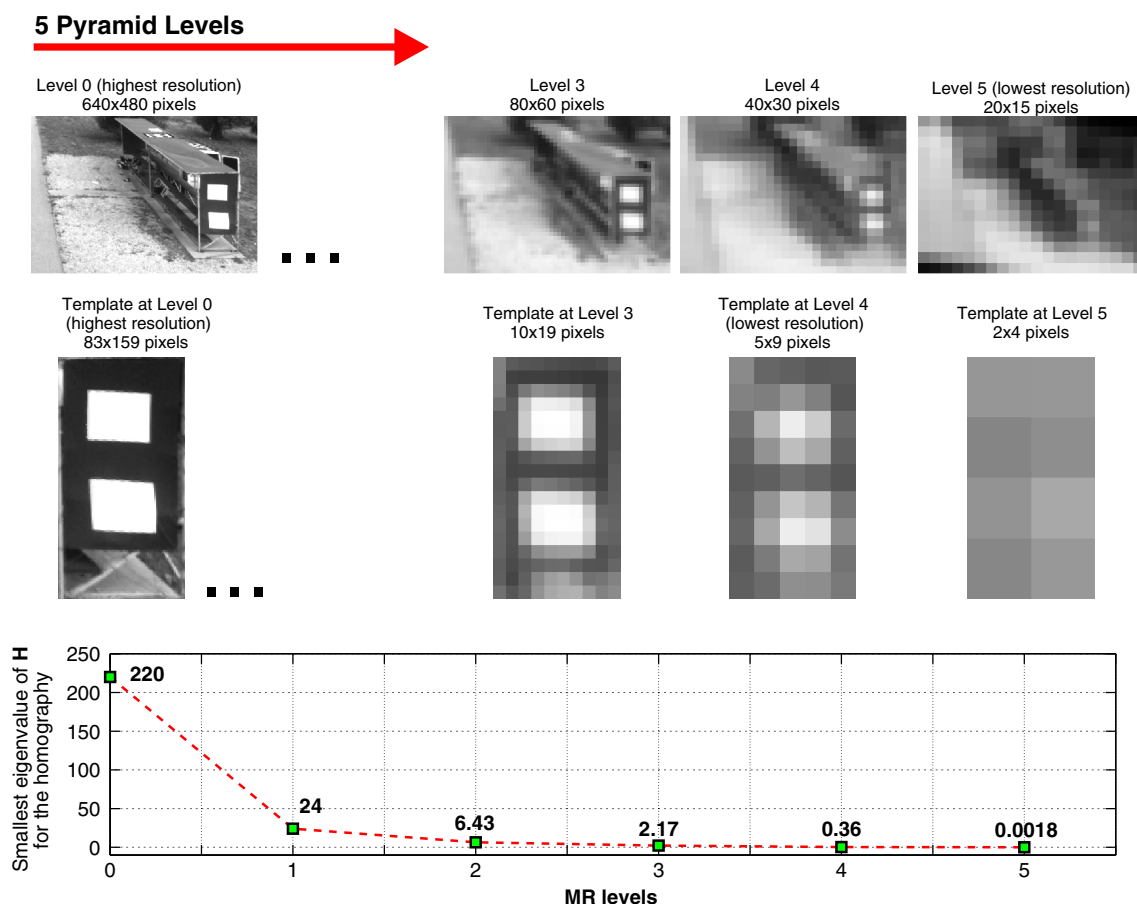 5 Pyramid Levels
Level 0 (highest resolution)
640x480 pixels
Level 3
80x60 pixels
Level 4
40x30 pixels
Level 5 (lowest resolution)
20x15 pixels
Template at Level 0
(highest resolution)
83x159 pixels
Template at Level 3
10x19 pixels
Template at Level 4
(lowest resolution)
5x9 pixels
Template at Level 5
2x4 pixels
Smallest eigenvalue of H
for the homography
250
200
150
100
50
0
220
24
6.43
2.17
0.36
0.0018
0
1
2
3
4
5
MR levels